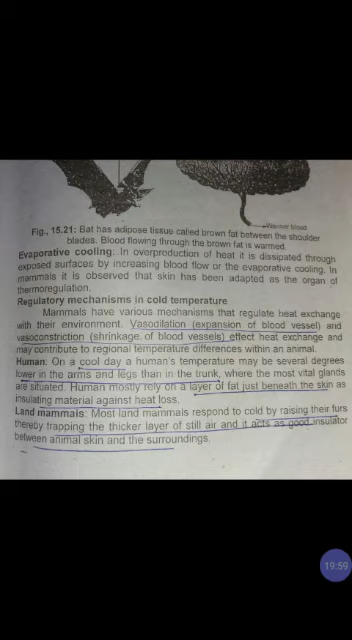 Warmer blood
Fig., 15.21: Bat has adipose tissue called brown fat between the shoulder
blades. Blood flowing through the brown fat is warmed.
Evaporative cooling: In overproduction of heat it is dissipated through
exposed surfaces by increasing blood flow or the evaporative cooling. In
mammals it is observed that skin has been adapted as the organ of
thermoregulation.
Regulatory mechanisms in cold temperature
Mammals have various mechanisms that regulate heat exchange
with their environment. Vasodilation (expansion of blood vessel) and
vasoconstriction (shrinkage of blood vessels) effect heat exchange and
may contribute to regional temperature differences within an animal.
Human: On a cool day a human's temperature may be several degrees
lower in the arms and legs than in the trunk, where the most vital glands
are situated. Human mostly rely on a layer of fat just beneath the skin as
insulating material against heat loss.
Land mammals: Most land mammals respond to cold by raising their furs
thereby trapping the thicker layer of still air and it acts as good insulator
between animal skin and the surroundings.
19:59